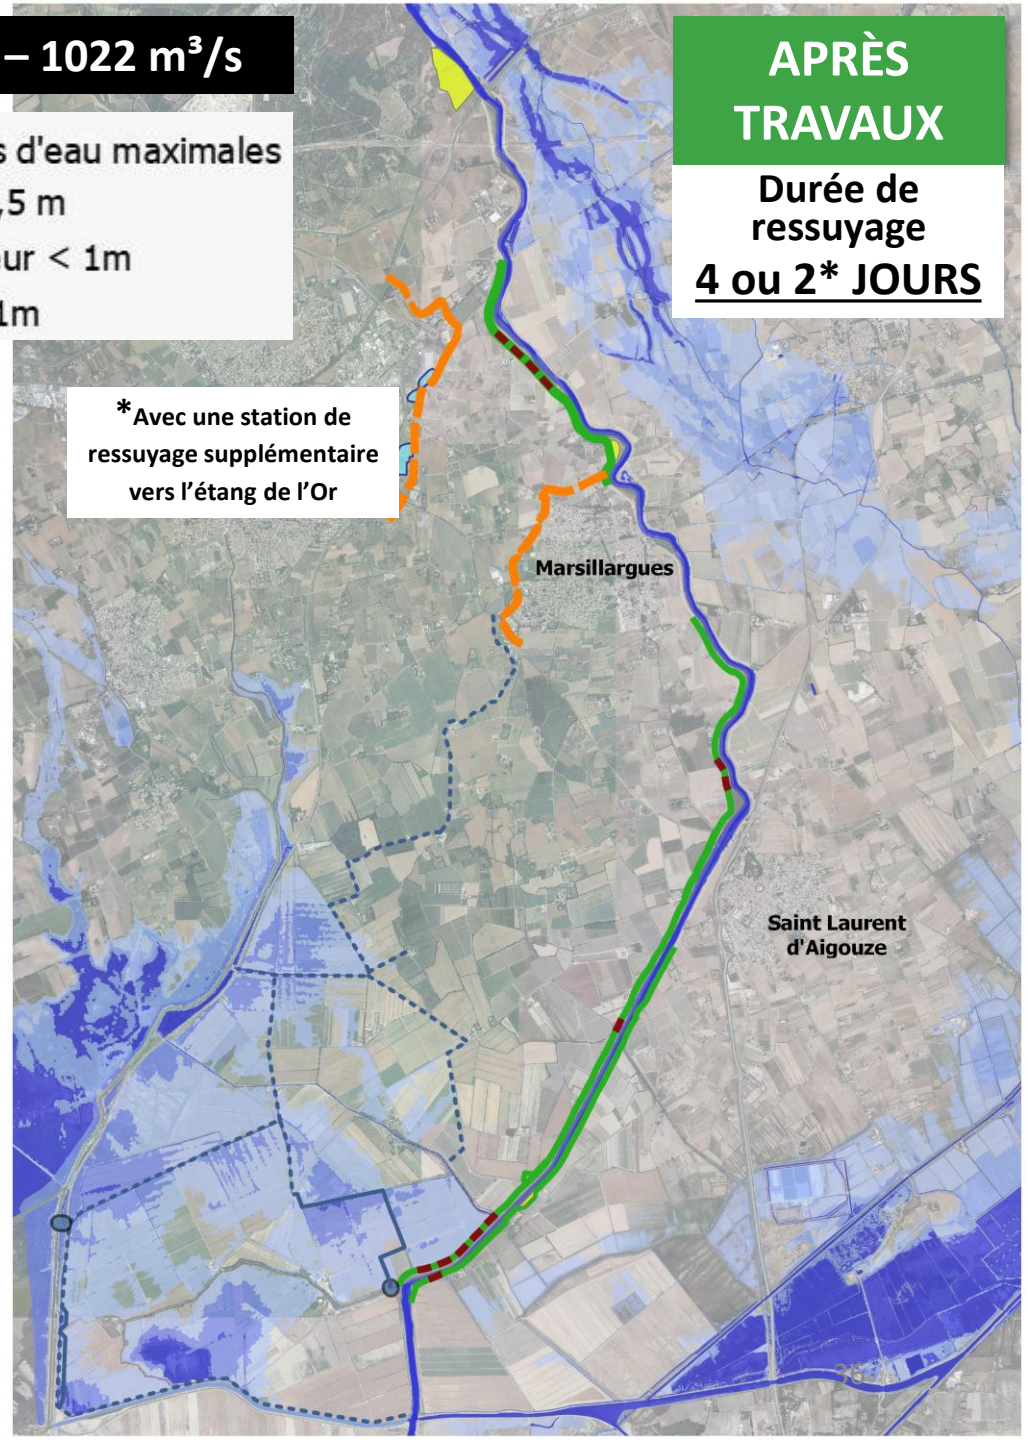 – 1022 m³/s
s d'eau maximales
,5 m
ur < 1m
1m
APRÈS
TRAVAUX
Durée de
ressuyage
4 ou 2* JOURS
*Avec une station de
ressuyage supplémentaire
vers l’étang de l’Or
Marsillargues
Saint Laurent
d'Aigouze
36